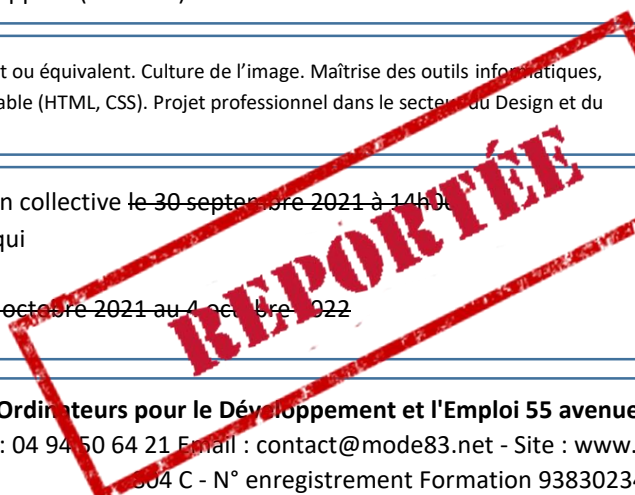 t ou équivalent. Culture de l'image. Maîtrise des outils informatiques,
able (HTML, CSS). Projet professionnel dans le secteur du Design et du
n collective le 30 septembre 2021 à 14h00
qui
octobre 2021 au 4 octobre 2022
REPORTÉE
Ordinateurs pour le Développement et l'Emploi 55 avenue
: 04 94 50 64 21 Email : contact@mode83.net - Site : www.
804 C - N° enregistrement Formation 9383023